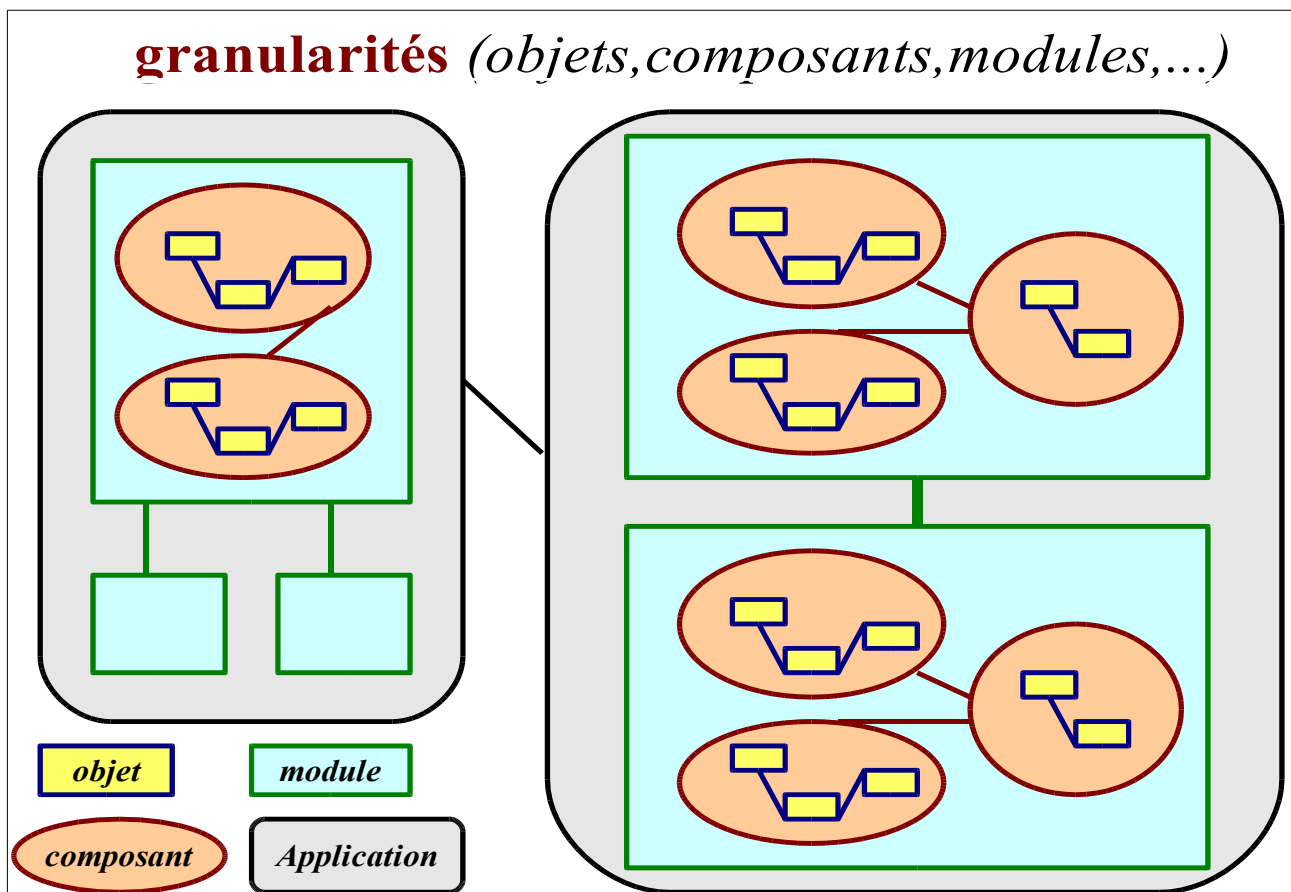 granularités (objets,composants,modules,...)
objet
module
composant
Application